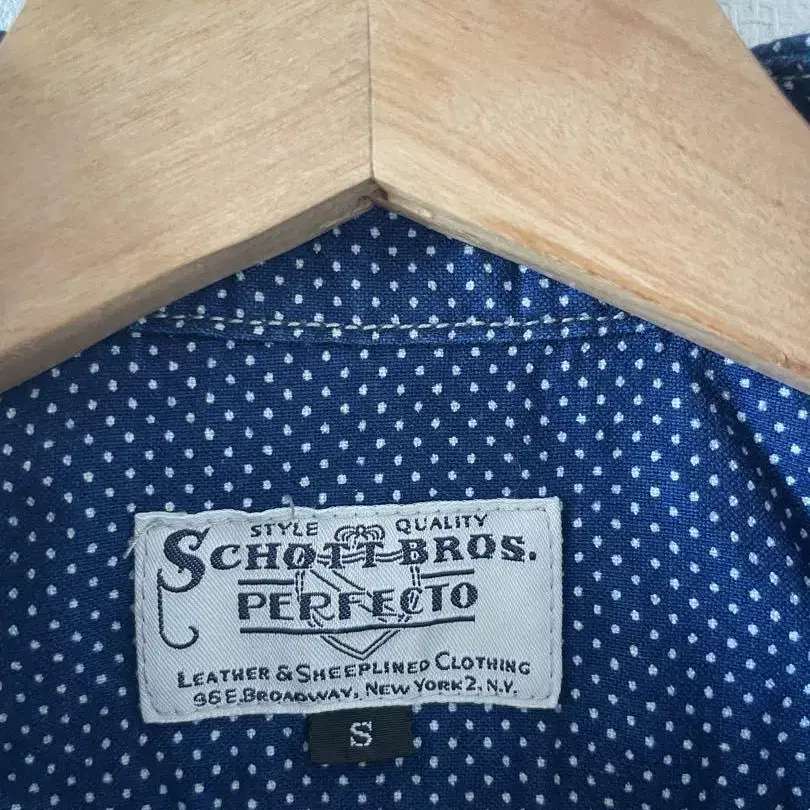 STYLE QUALITY
SCHOTT BROS.
PERFECTO
LEATHER & SHEEPLINED CLOTHING
96 E. BROADWAY. NEW YORK 2, N.Y.
S